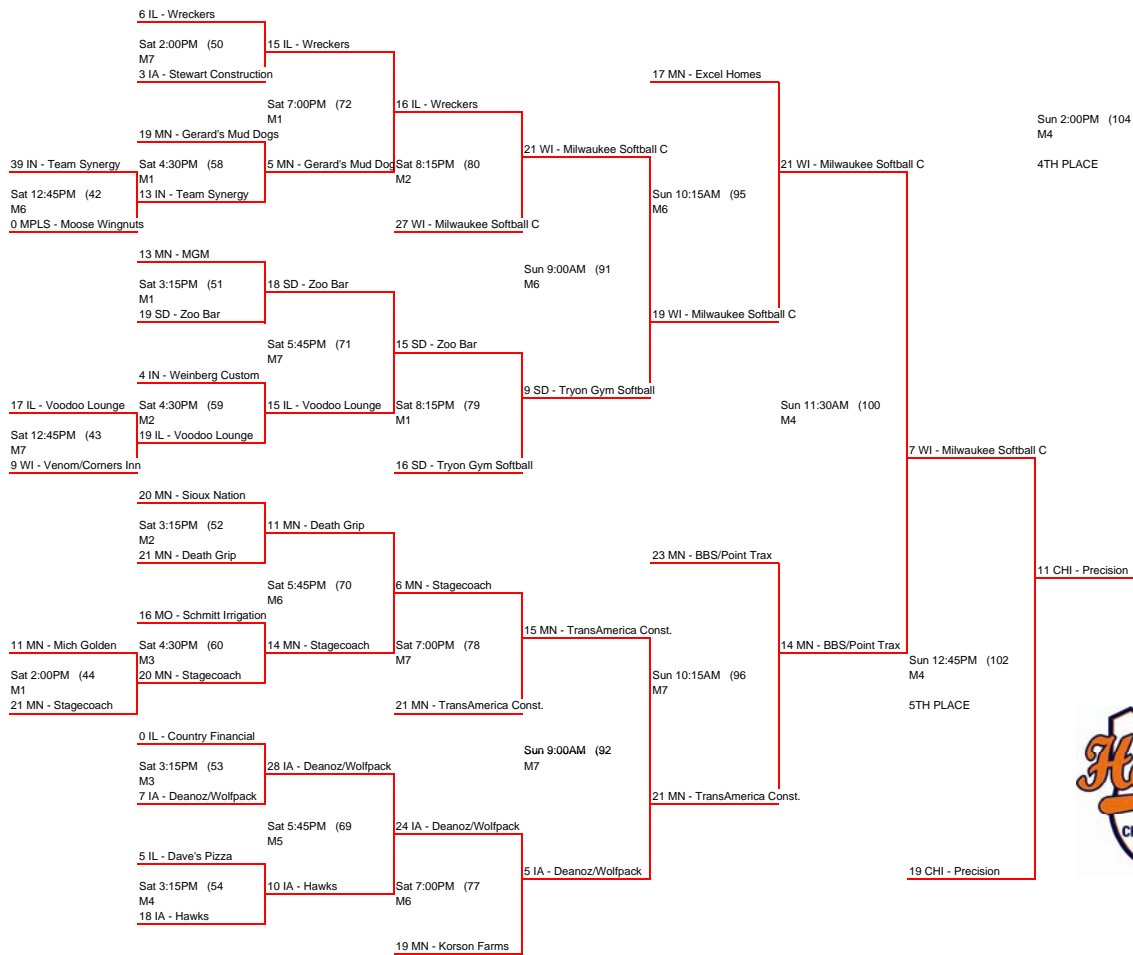 6 IL - Wreckers
Sat 2:00PM (50
M7
15 IL - Wreckers
3 IA - Stewart Construction
17 MN - Excel Homes
Sat 7:00PM (72
M1
16 IL - Wreckers
Sun 2:00PM (104
M4
4TH PLACE
19 MN - Gerard's Mud Dogs
21 WI - Milwaukee Softball C
21 WI - Milwaukee Softball C
39 IN - Team Synergy
Sat 4:30PM (58
M1
5 MN - Gerard's Mud Dog
Sat 8:15PM (80
M2
Sat 12:45PM (42
M6
13 IN - Team Synergy
Sun 10:15AM (95
M6
0 MPLS - Moose Wingnuts
27 WI - Milwaukee Softball C
13 MN - MGM
Sun 9:00AM (91
M6
Sat 3:15PM (51
M1
18 SD - Zoo Bar
19 SD - Zoo Bar
19 WI - Milwaukee Softball C
Sat 5:45PM (71
M7
15 SD - Zoo Bar
4 IN - Weinberg Custom
9 SD - Tryon Gym Softball
17 IL - Voodoo Lounge
Sat 4:30PM (59
M2
15 IL - Voodoo Lounge
Sat 8:15PM (79
M1
Sun 11:30AM (100
M4
Sat 12:45PM (43
M7
19 IL - Voodoo Lounge
7 WI - Milwaukee Softball C
9 WI - Venom/Corners Inn
16 SD - Tryon Gym Softball
20 MN - Sioux Nation
Sat 3:15PM (52
M2
11 MN - Death Grip
21 MN - Death Grip
23 MN - BBS/Point Trax
11 CHI - Precision
Sat 5:45PM (70
M6
6 MN - Stagecoach
16 MO - Schmitt Irrigation
15 MN - TransAmerica Const.
11 MN - Mich Golden
Sat 4:30PM (60
M3
14 MN - Stagecoach
Sat 7:00PM (78
M7
14 MN - BBS/Point Trax
Sun 12:45PM (102
M4
5TH PLACE
Sat 2:00PM (44
M1
20 MN - Stagecoach
Sun 10:15AM (96
M7
21 MN - Stagecoach
21 MN - TransAmerica Const.
0 IL - Country Financial
Sun 9:00AM (92
M7
Sat 3:15PM (53
M3
28 IA - Deanoz/Wolfpack
7 IA - Deanoz/Wolfpack
21 MN - TransAmerica Const.
Sat 5:45PM (69
M5
24 IA - Deanoz/Wolfpack
5 IL - Dave's Pizza
5 IA - Deanoz/Wolfpack
19 CHI - Precision
Sat 3:15PM (54
M4
10 IA - Hawks
Sat 7:00PM (77
M6
18 IA - Hawks
19 MN - Korson Farms